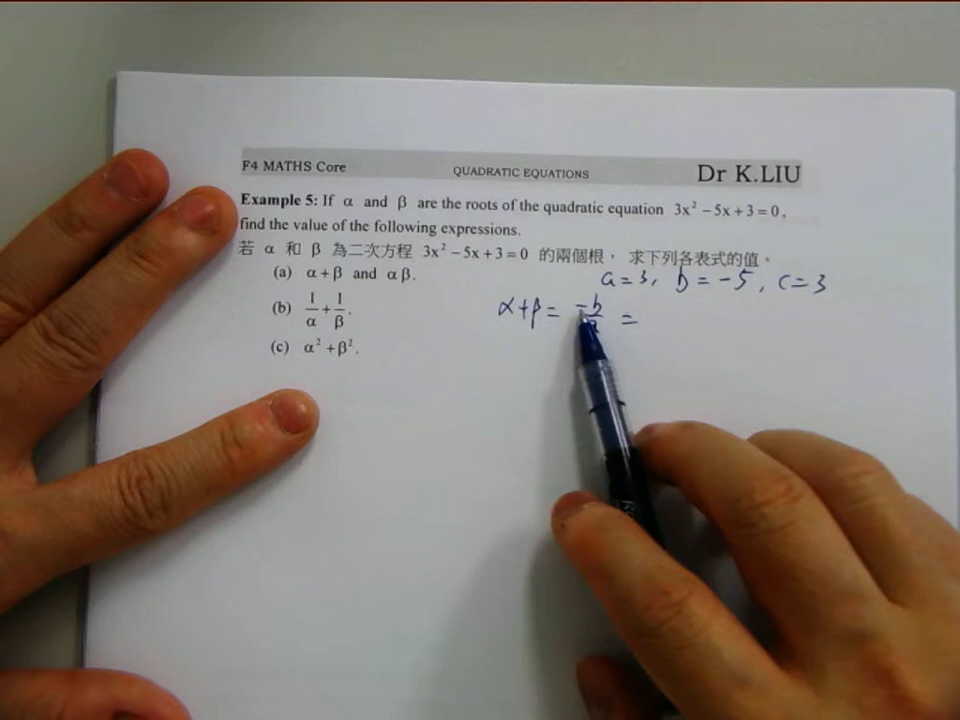 F4 MATHS Core QUADRATIC EQUATIONS Dr K.LIU
Example 5: If α and β are the roots of the quadratic equation 3x² − 5x + 3 = 0,
find the value of the following expressions.
若 α 和 β 為二次方程 3x² − 5x + 3 = 0 的兩個根，求下列各表式的值。
(a) α + β and α β.
a = 3, b = −5, c = 3
(b) 1/α + 1/β.
α + β = −b/a =
(c) α² + β².